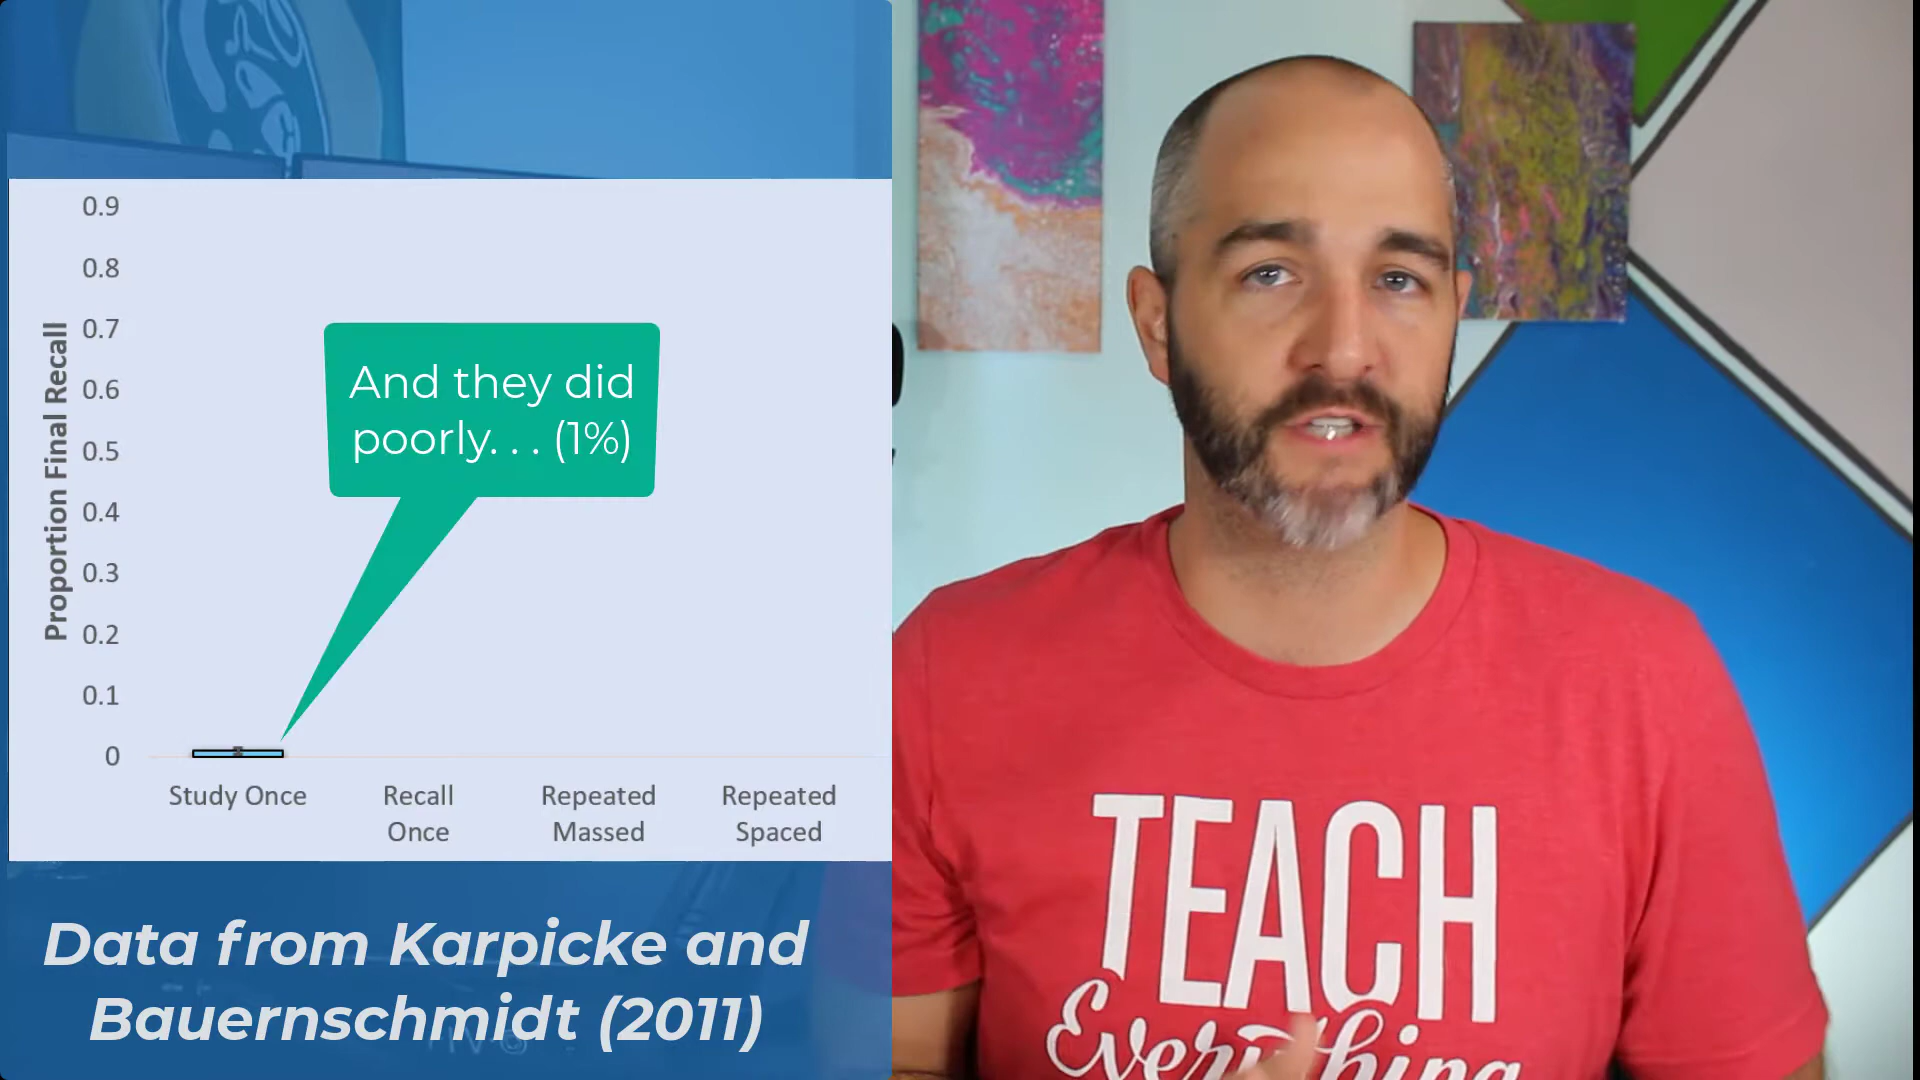 0.9
0.8
0.7
0.6
0.5
0.4
0.3
0.2
0.1
0
Proportion Final Recall
And they did
poorly. . . (1%)
Study Once
Recall
Once
Repeated
Massed
Repeated
Spaced
Data from Karpicke and
Bauernschmidt (2011)
TEACH
Everything